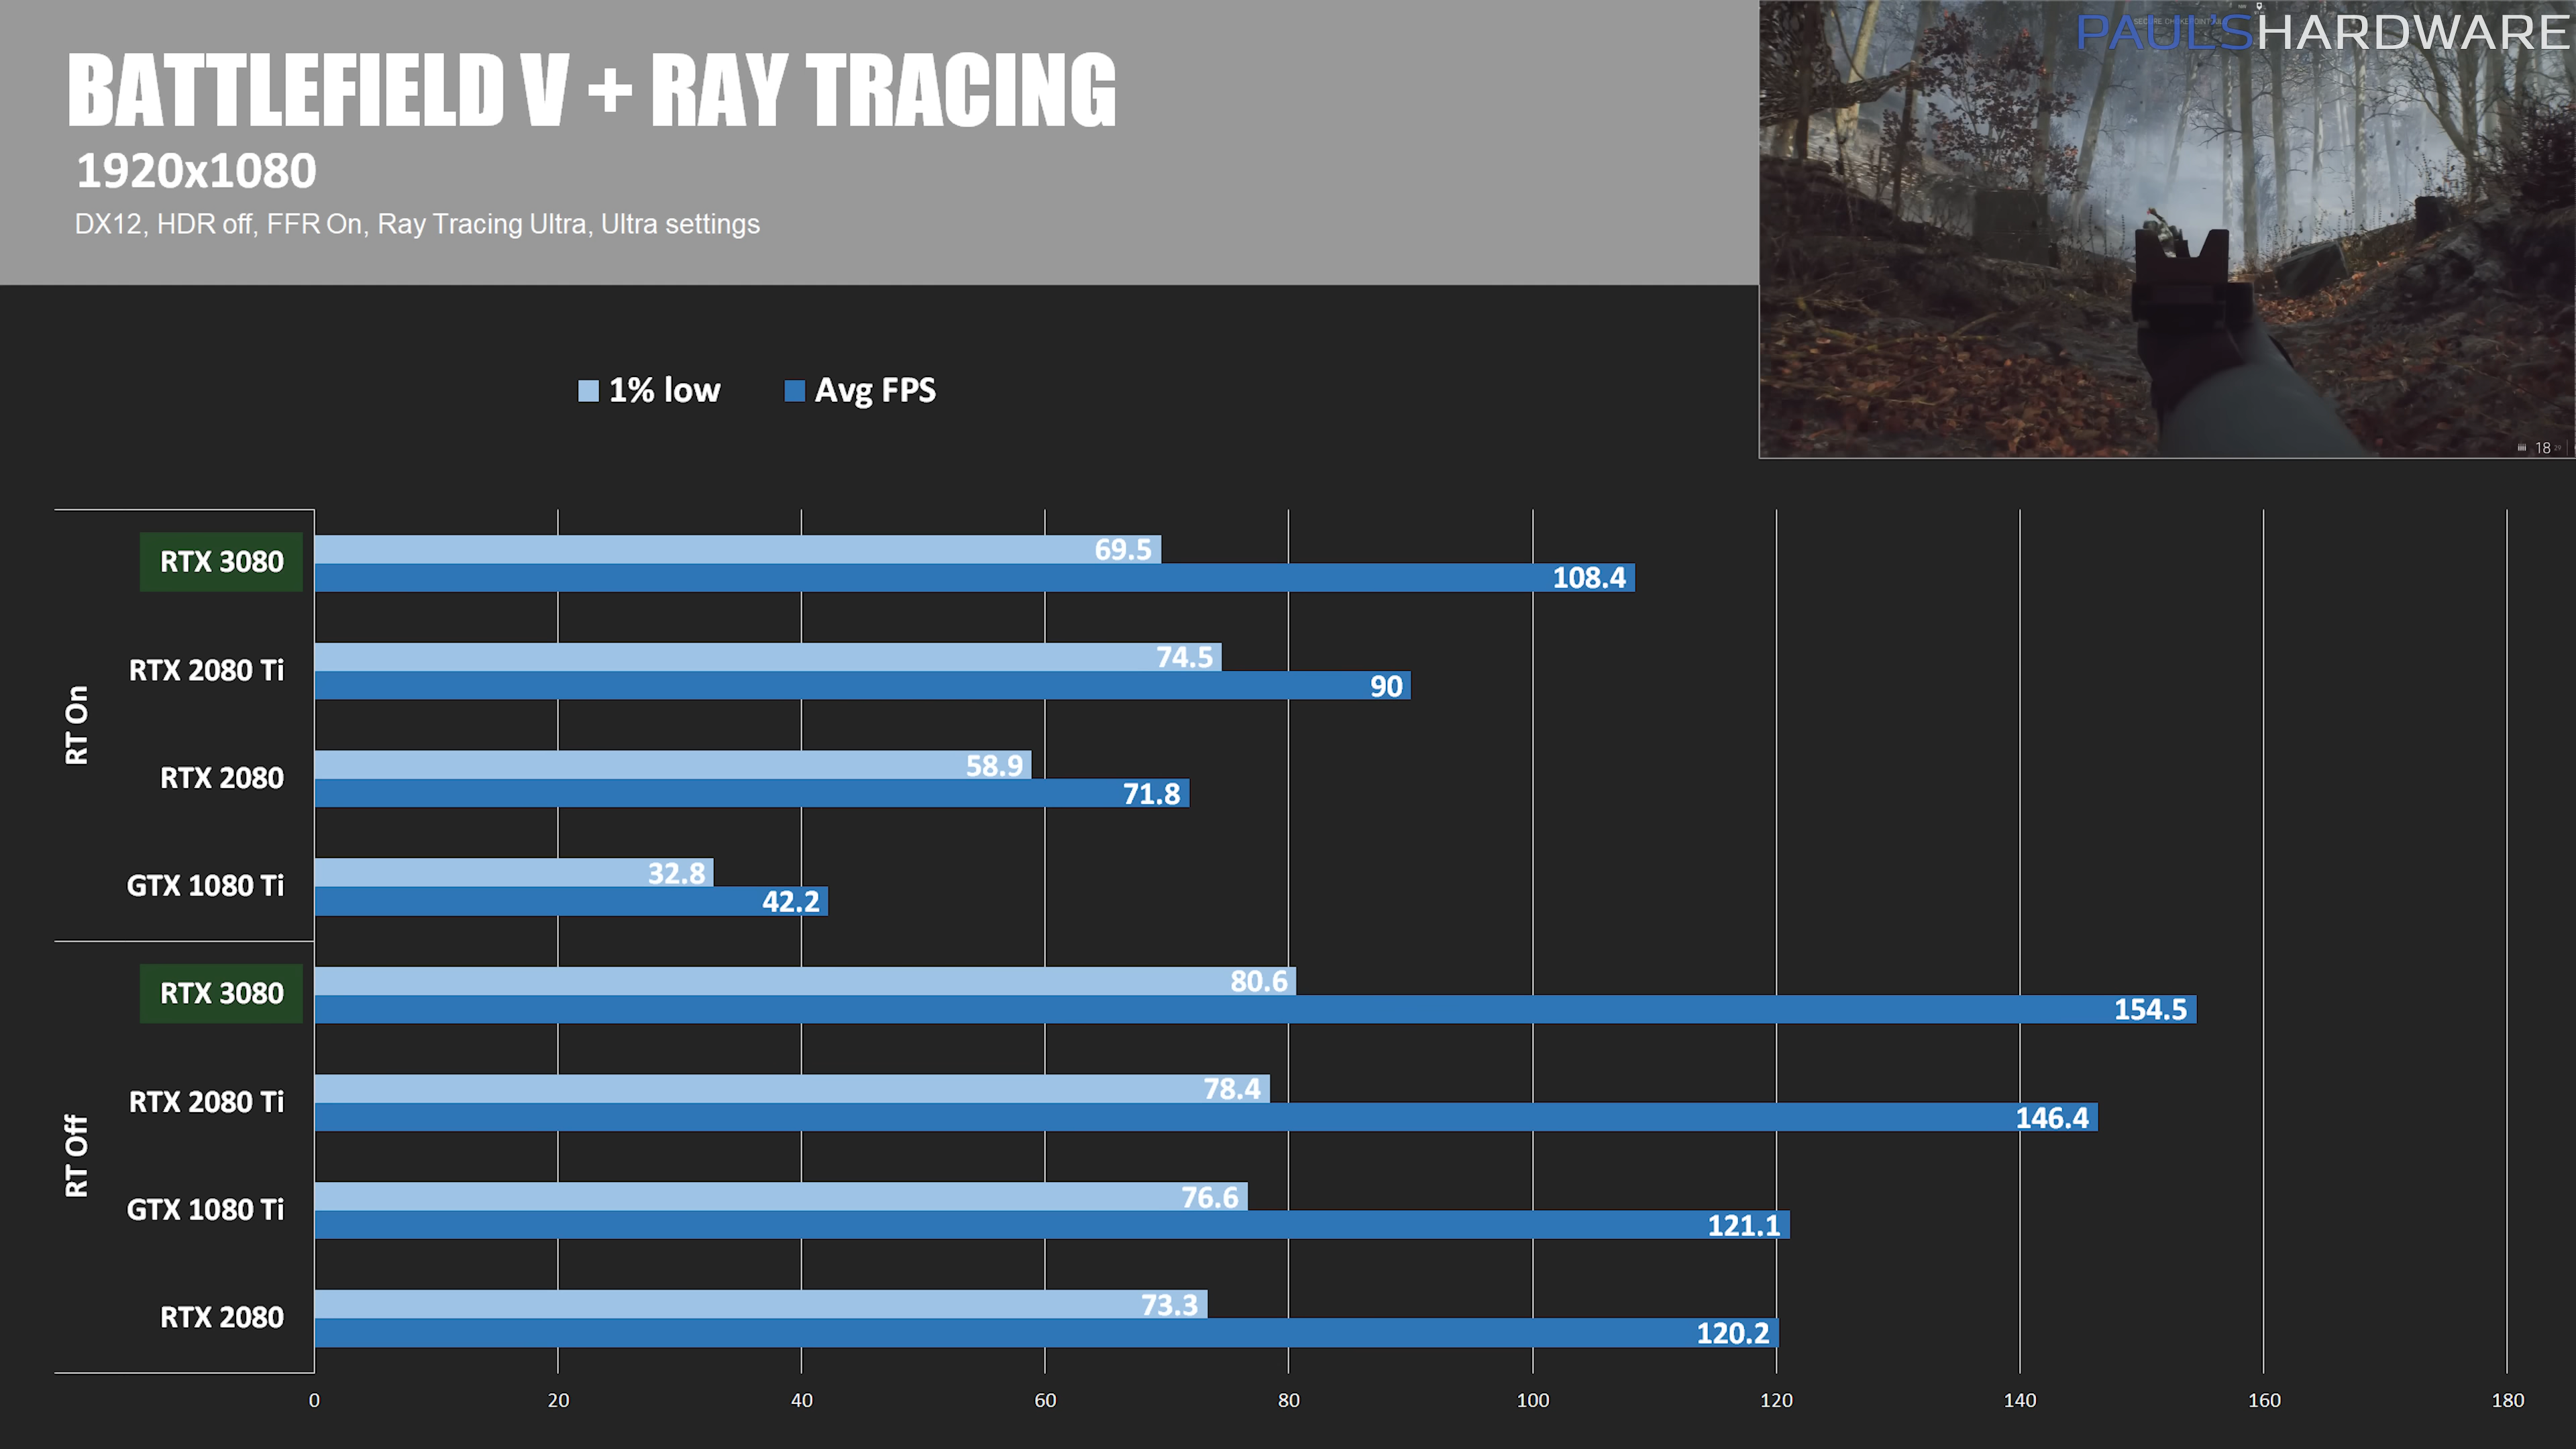 PAUL'SHARDWARE
BATTLEFIELD V + RAY TRACING
1920x1080
DX12, HDR off, FFR On, Ray Tracing Ultra, Ultra settings
18
1% low
Avg FPS
RT On
RTX 3080
69.5
108.4
RTX 2080 Ti
74.5
90
RTX 2080
58.9
71.8
GTX 1080 Ti
32.8
42.2
RT Off
RTX 3080
80.6
154.5
RTX 2080 Ti
78.4
146.4
GTX 1080 Ti
76.6
121.1
RTX 2080
73.3
120.2
0 20 40 60 80 100 120 140 160 180